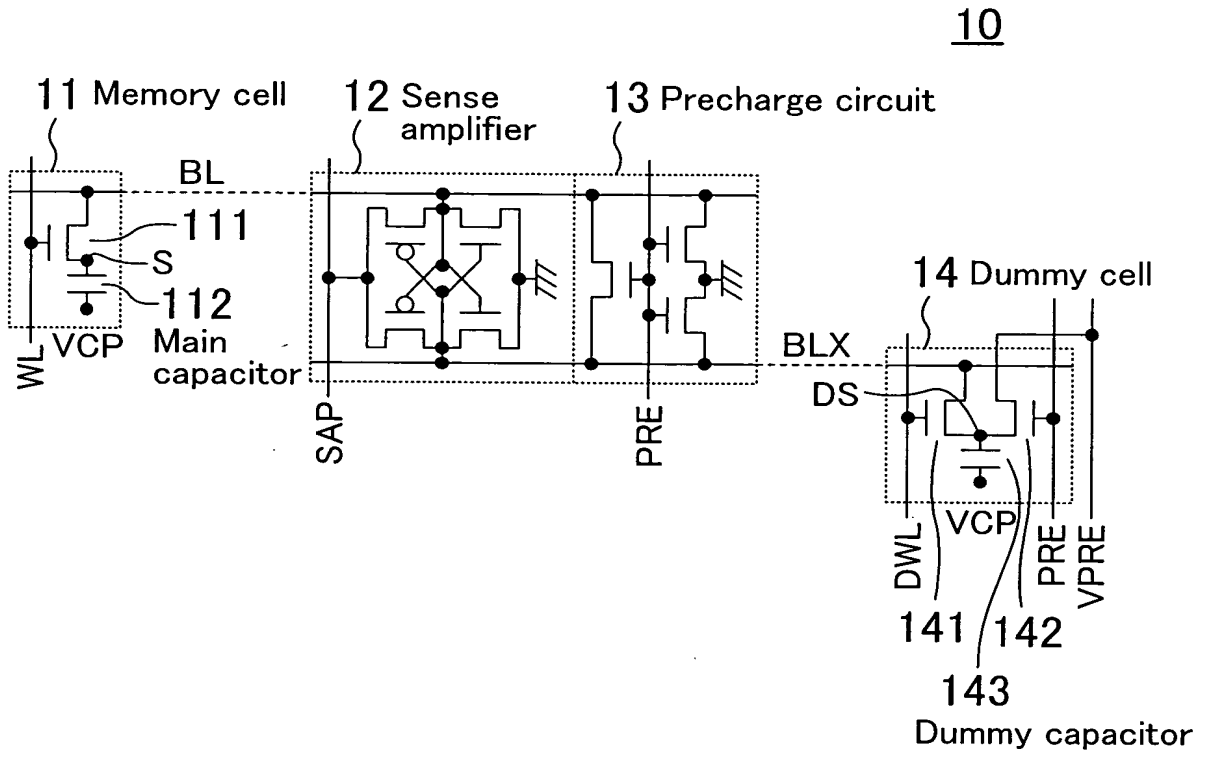 10
11 Memory cell
12 Sense
amplifier
13 Precharge circuit
BL
111
S
112
Main
capacitor
VCP
WL
SAP
PRE
14 Dummy cell
BLX
DS
VCP
DWL
PRE
VPRE
141
142
143
Dummy capacitor